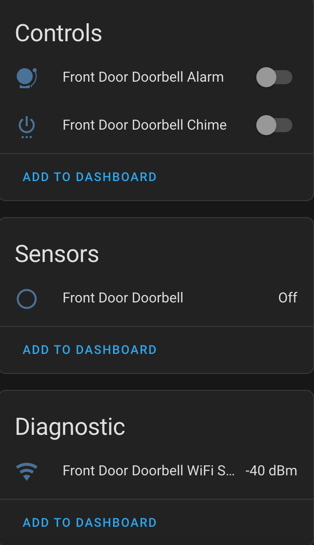 Controls
Front Door Doorbell Alarm
Front Door Doorbell Chime
ADD TO DASHBOARD
Sensors
Front Door Doorbell Off
ADD TO DASHBOARD
Diagnostic
Front Door Doorbell WiFi S... -40 dBm
ADD TO DASHBOARD